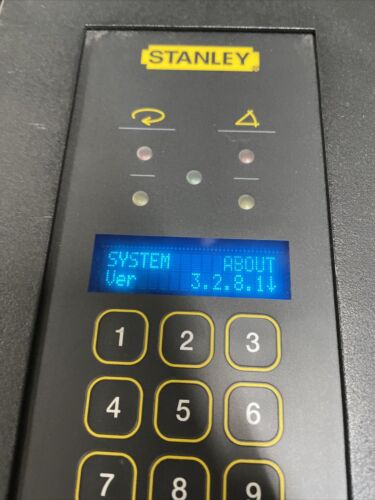 STANLEY
SYSTEM ABOUT
Ver 3.2.8.1↓
1 2 3
4 5 6
7 8 9